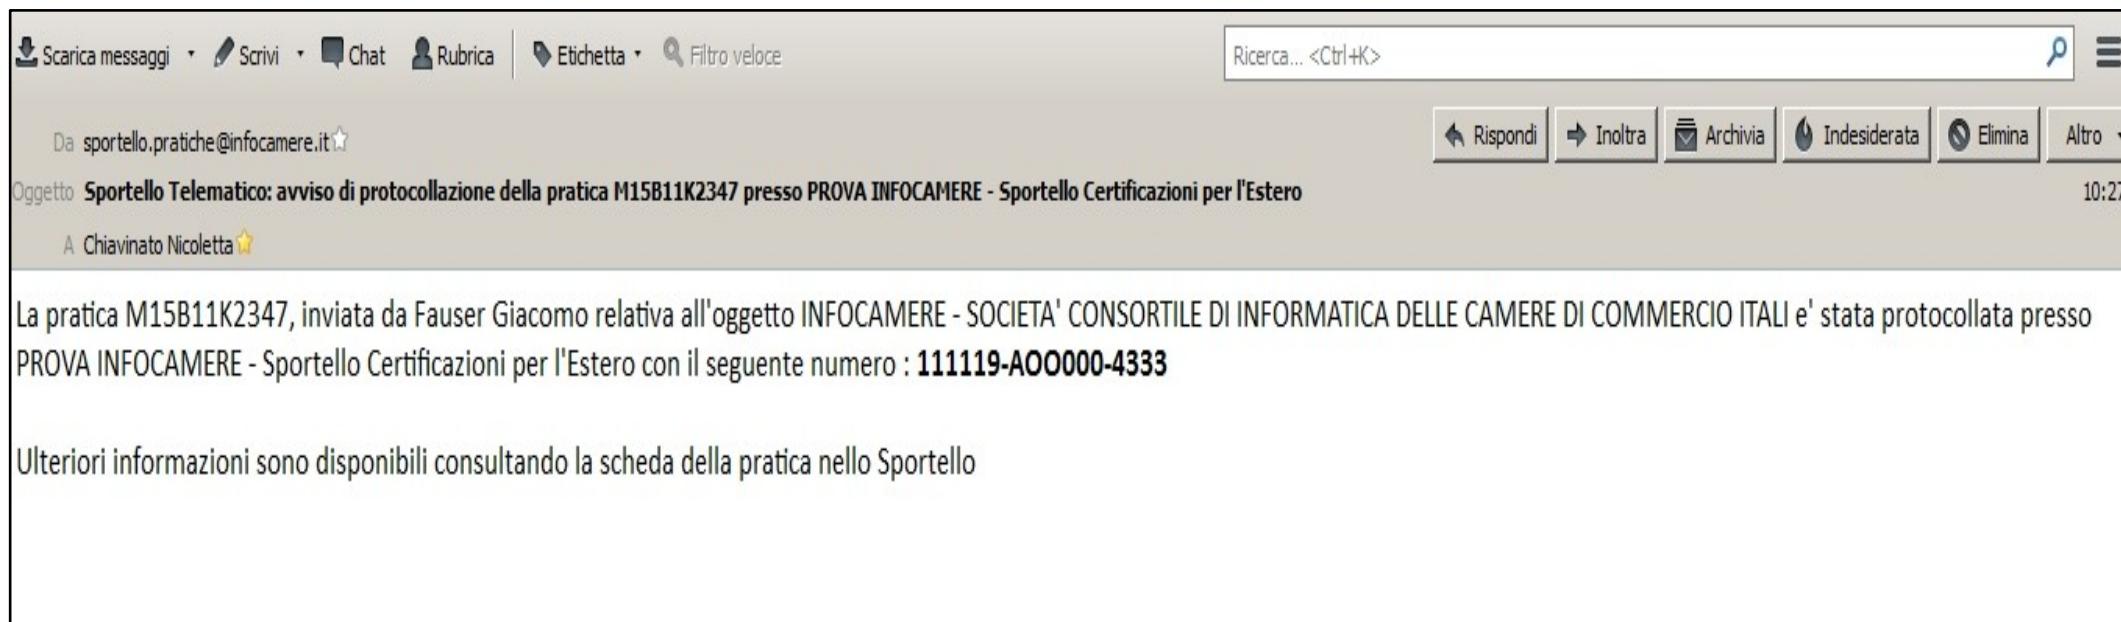 Scarica messaggi Scrivi Chat Rubrica Etichetta Filtro veloce Ricerca... <Ctrl+K>
Da sportello.pratiche@infocamere.it Rispondi Inoltra Archivia Indesiderata Elimina Altro
Oggetto Sportello Telematico: avviso di protocollazione della pratica M15B11K2347 presso PROVA INFOCAMERE - Sportello Certificazioni per l'Estero 10:27
A Chiavinato Nicoletta
La pratica M15B11K2347, inviata da Fauser Giacomo relativa all'oggetto INFOCAMERE - SOCIETA' CONSORTILE DI INFORMATICA DELLE CAMERE DI COMMERCIO ITALI e' stata protocollata presso
PROVA INFOCAMERE - Sportello Certificazioni per l'Estero con il seguente numero : 111119-AOO000-4333
Ulteriori informazioni sono disponibili consultando la scheda della pratica nello Sportello